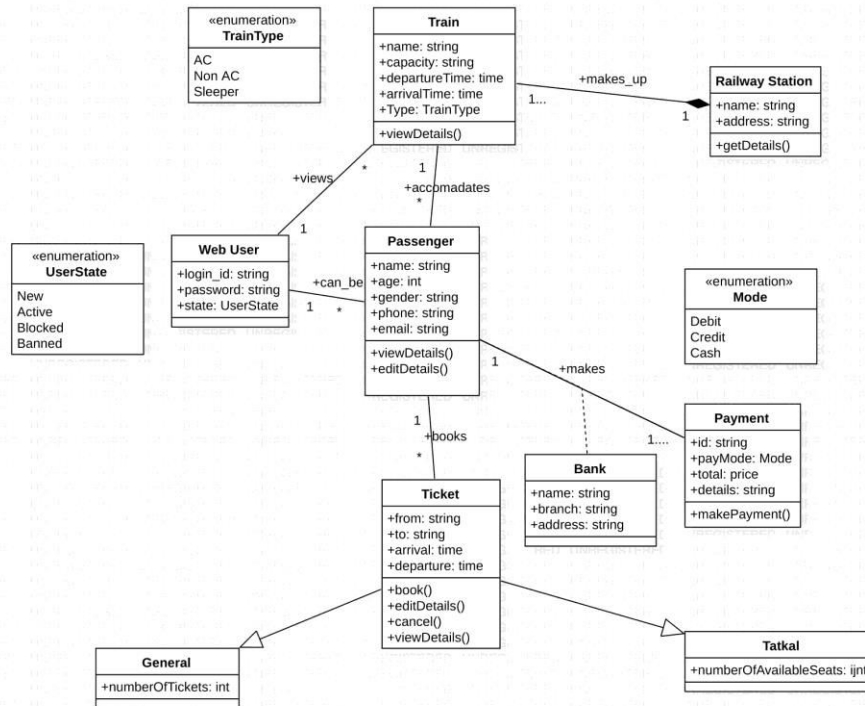 «enumeration»
TrainType
AC
Non AC
Sleeper
Train
+name: string
+capacity: string
+departureTime: time
+arrivalTime: time
+Type: TrainType
+viewDetails()
+makes_up
1...
1
Railway Station
+name: string
+address: string
+getDetails()
+views
*
1
1
+accomadates
*
«enumeration»
UserState
New
Active
Blocked
Banned
Web User
+login_id: string
+password: string
+state: UserState
+can_be
1
*
Passenger
+name: string
+age: int
+gender: string
+phone: string
+email: string
+viewDetails()
+editDetails()
«enumeration»
Mode
Debit
Credit
Cash
1
+makes
1....
Payment
+id: string
+payMode: Mode
+total: price
+details: string
+makePayment()
1
+books
*
Bank
+name: string
+branch: string
+address: string
Ticket
+from: string
+to: string
+arrival: time
+departure: time
+book()
+editDetails()
+cancel()
+viewDetails()
General
+numberOfTickets: int
Tatkal
+numberOfAvailableSeats: ijnt